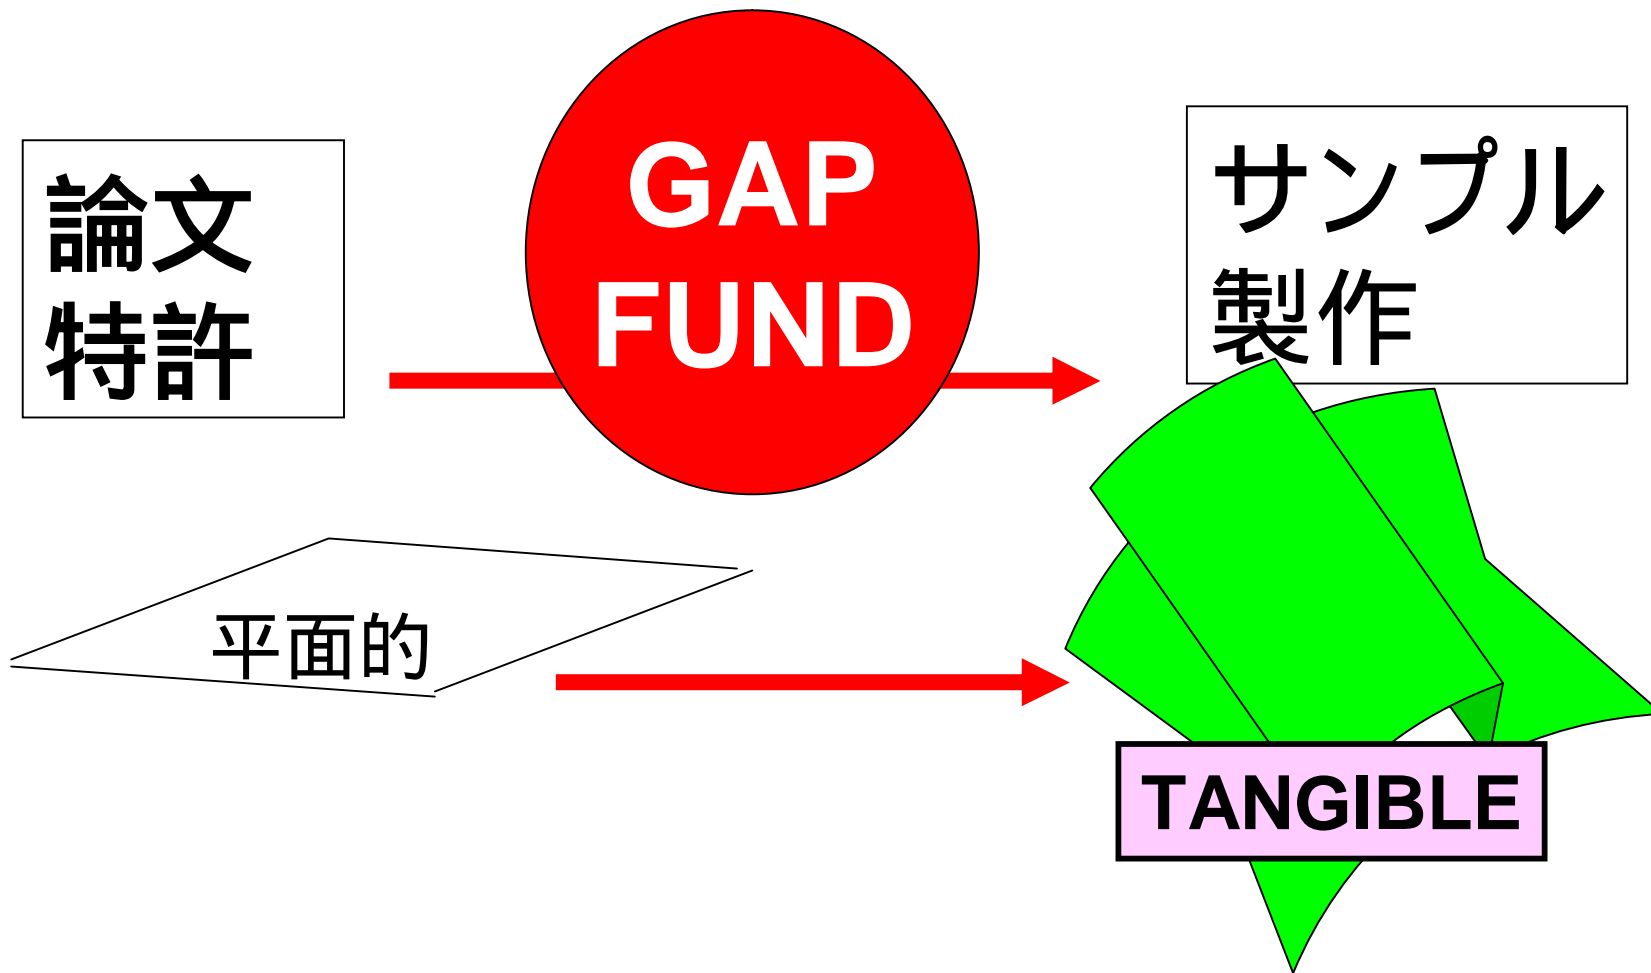 論文
特許
GAP
FUND
サンプル
製作
平面的
TANGIBLE